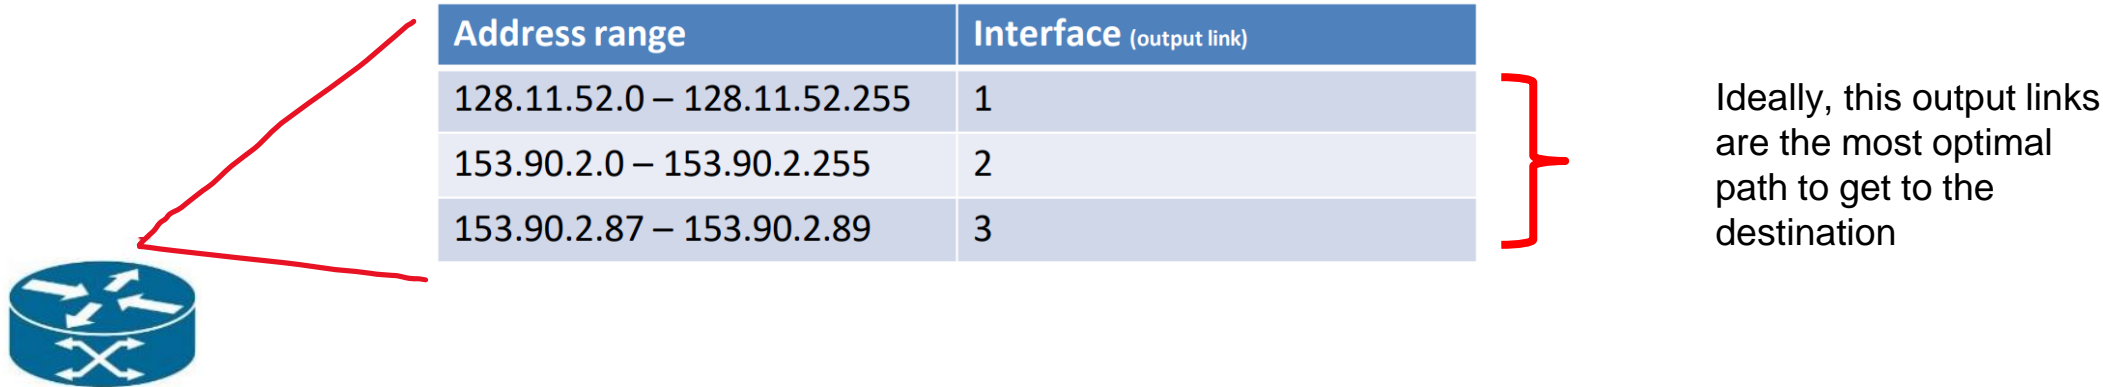 Address range Interface (output link)
128.11.52.0 – 128.11.52.255 1
153.90.2.0 – 153.90.2.255 2
153.90.2.87 – 153.90.2.89 3
Ideally, this output links
are the most optimal
path to get to the
destination